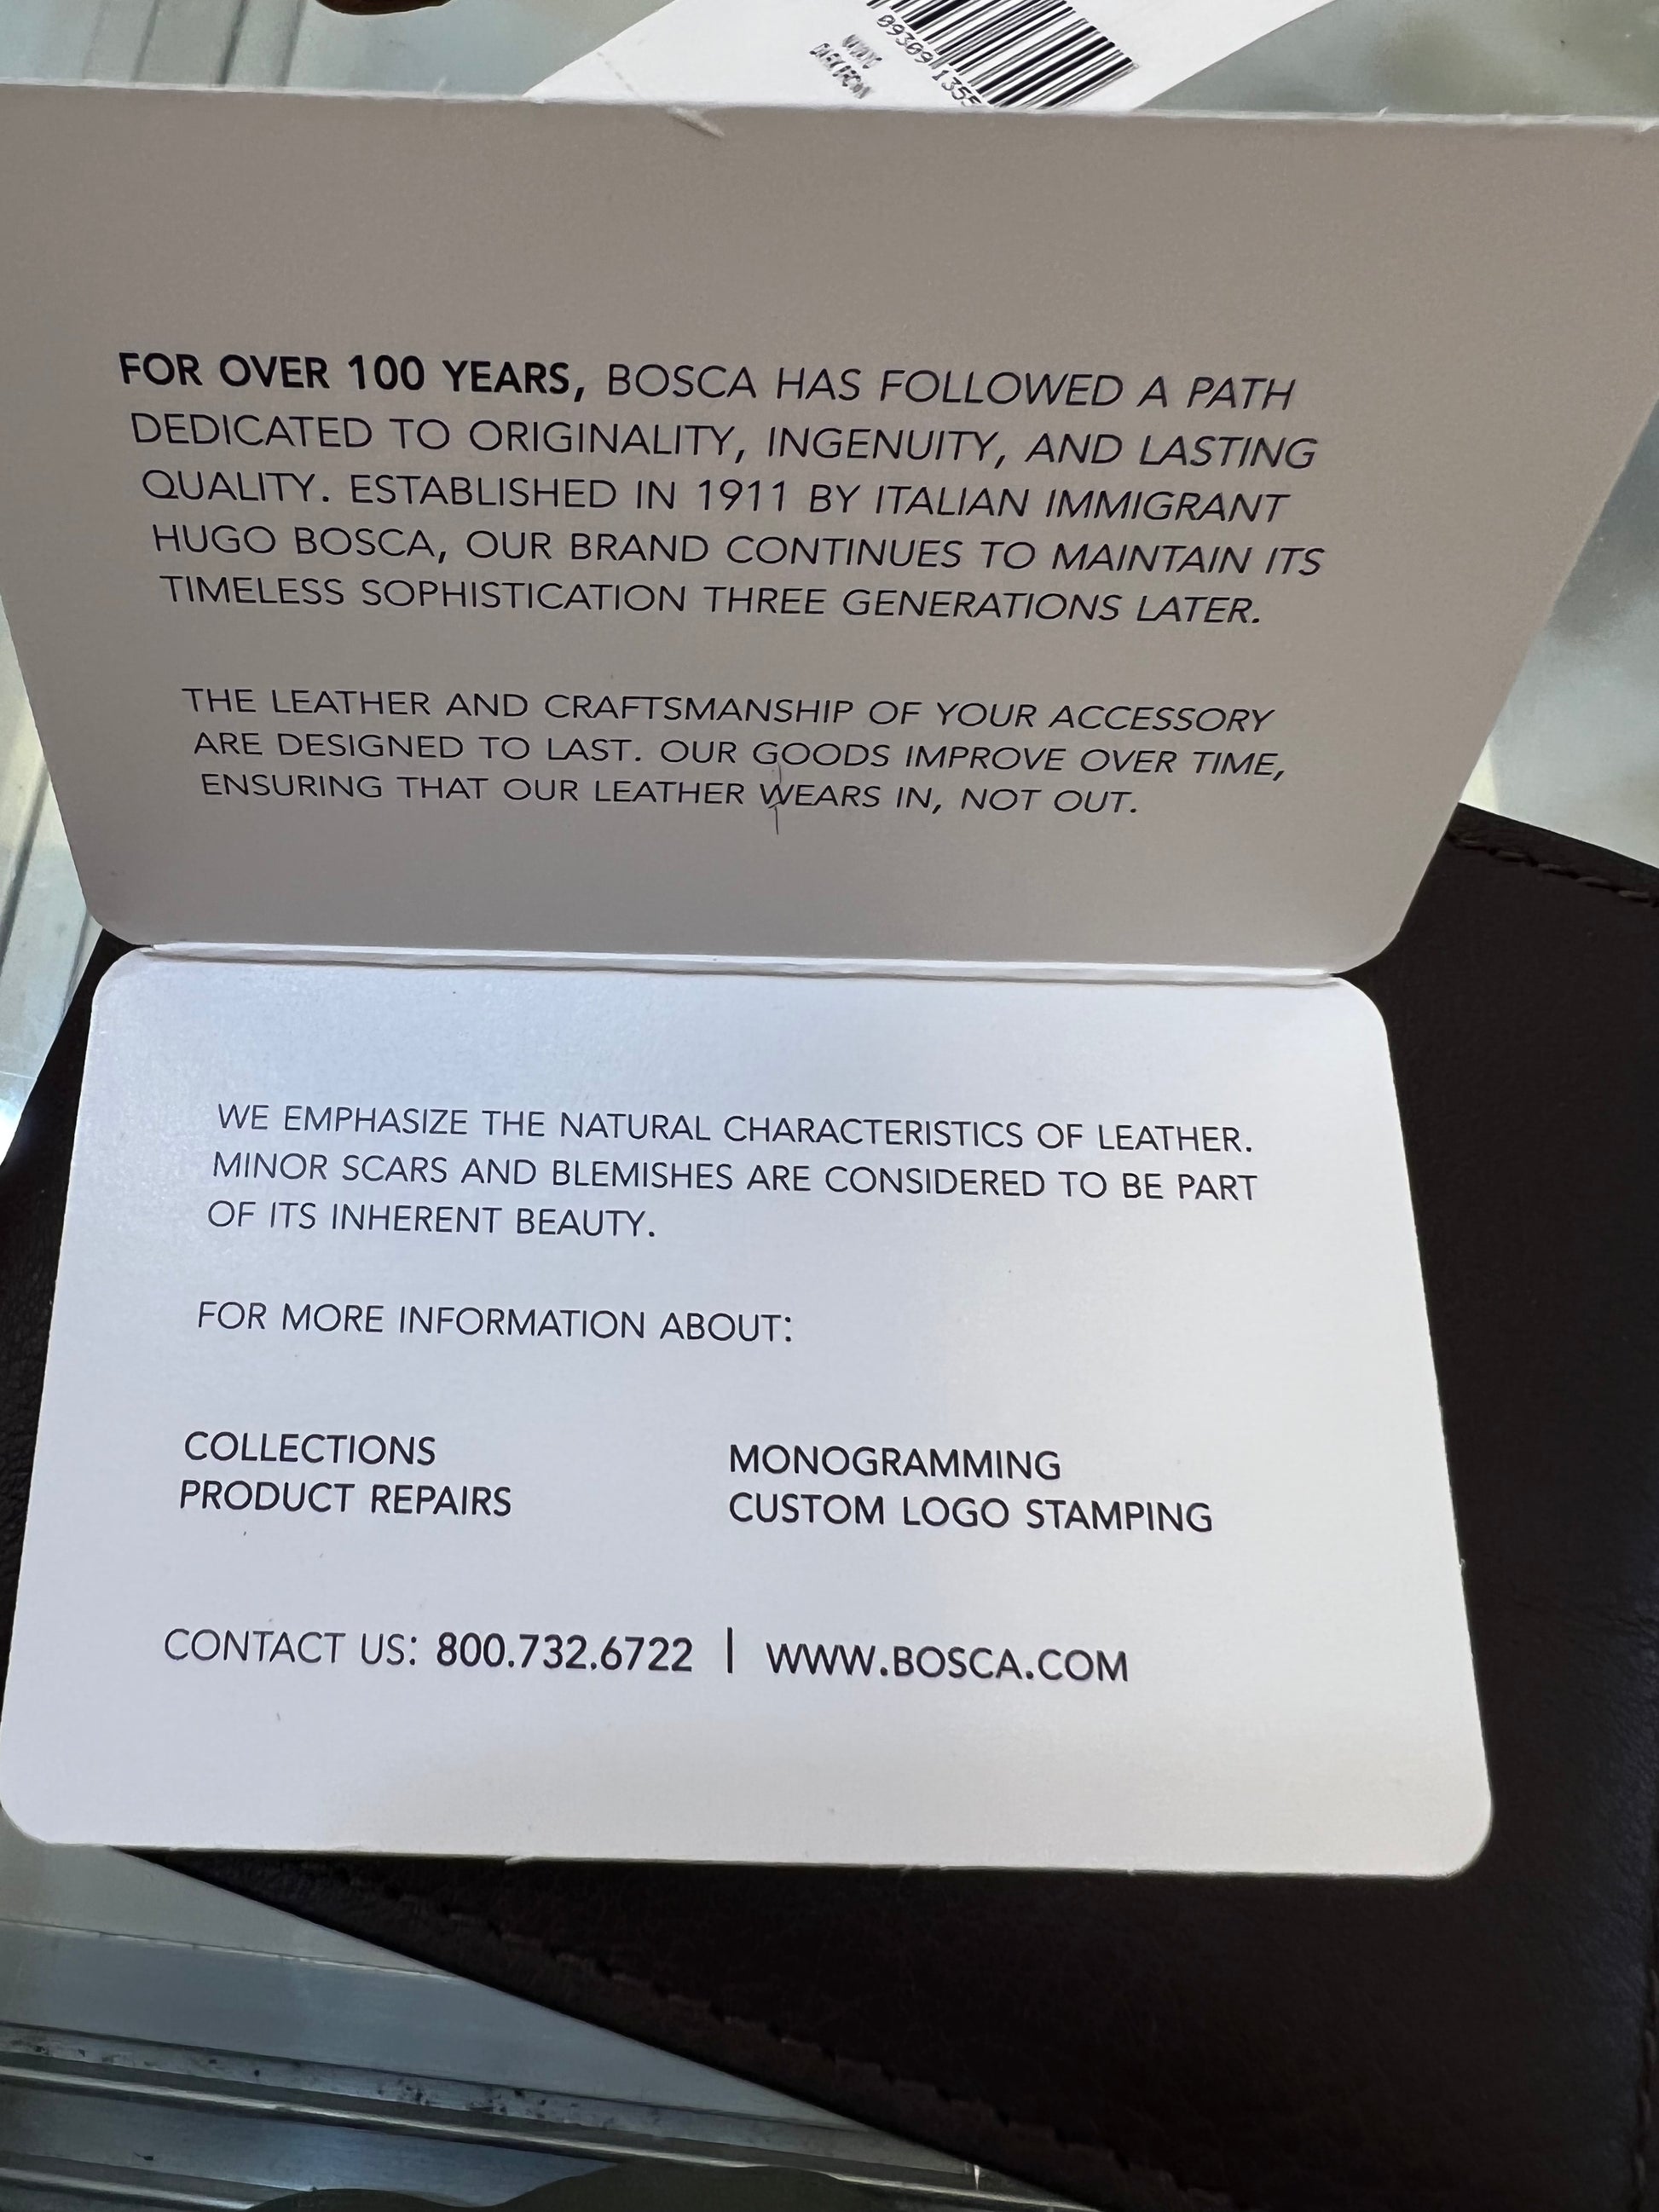 09309 1355
DARK BROWN
FOR OVER 100 YEARS, BOSCA HAS FOLLOWED A PATH
DEDICATED TO ORIGINALITY, INGENUITY, AND LASTING
QUALITY. ESTABLISHED IN 1911 BY ITALIAN IMMIGRANT
HUGO BOSCA, OUR BRAND CONTINUES TO MAINTAIN ITS
TIMELESS SOPHISTICATION THREE GENERATIONS LATER.
THE LEATHER AND CRAFTSMANSHIP OF YOUR ACCESSORY
ARE DESIGNED TO LAST. OUR GOODS IMPROVE OVER TIME,
ENSURING THAT OUR LEATHER WEARS IN, NOT OUT.
WE EMPHASIZE THE NATURAL CHARACTERISTICS OF LEATHER.
MINOR SCARS AND BLEMISHES ARE CONSIDERED TO BE PART
OF ITS INHERENT BEAUTY.
FOR MORE INFORMATION ABOUT:
COLLECTIONS
PRODUCT REPAIRS
MONOGRAMMING
CUSTOM LOGO STAMPING
CONTACT US: 800.732.6722 | WWW.BOSCA.COM